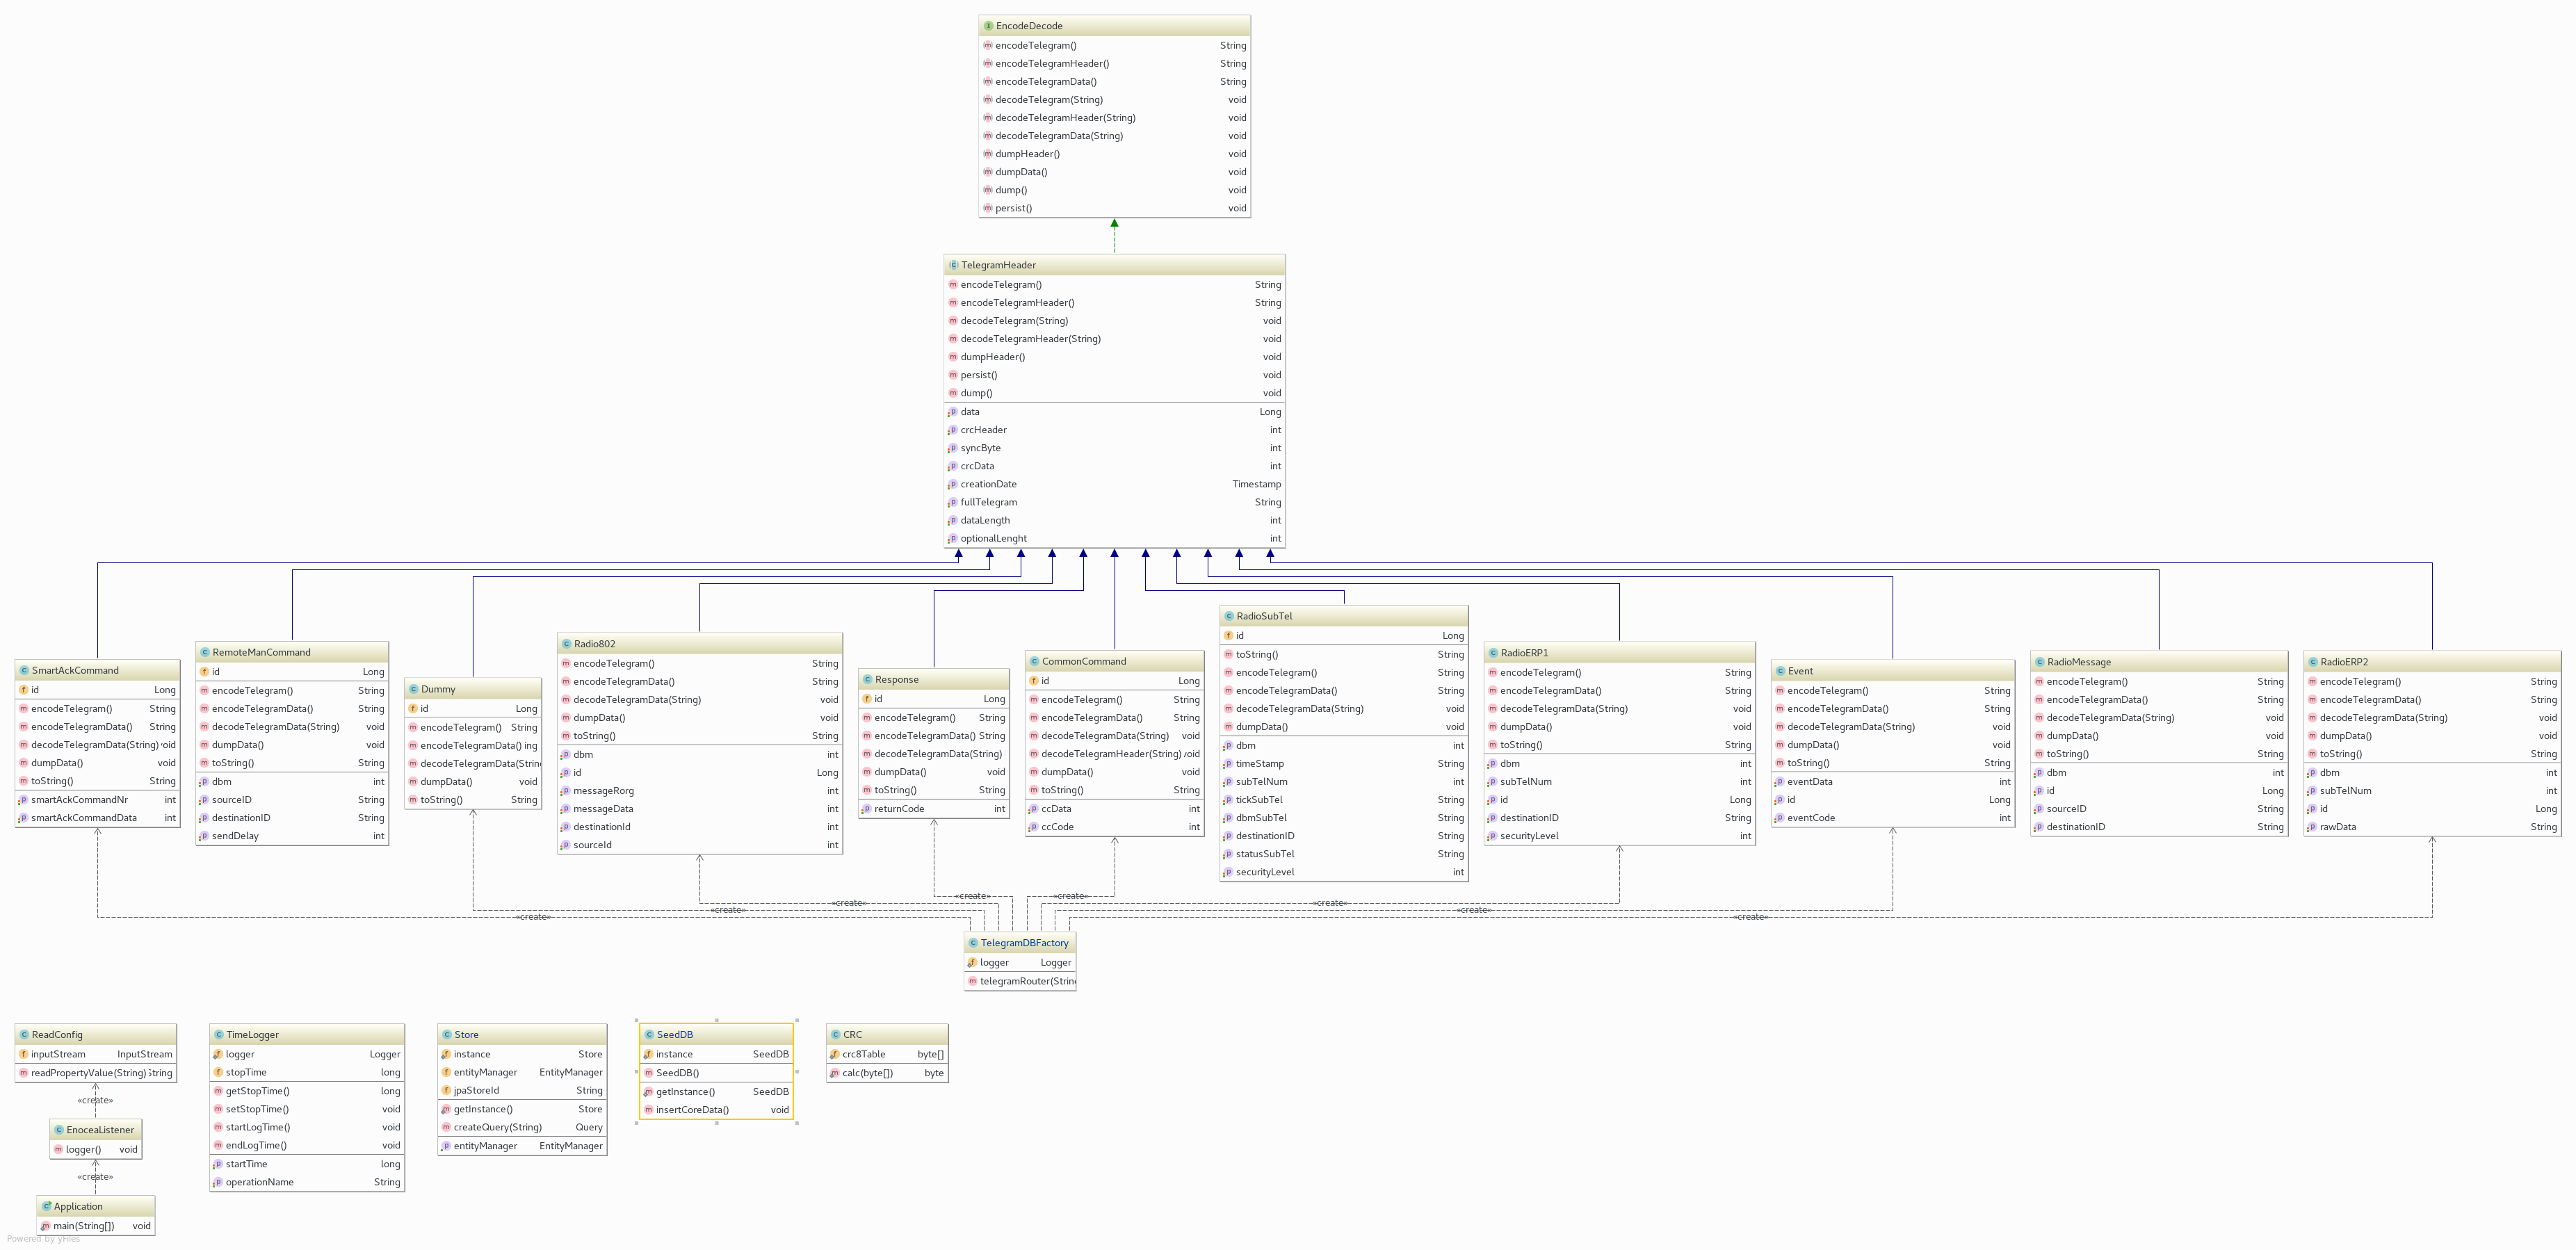 EncodeDecode
encodeTelegram() String
encodeTelegramHeader() String
encodeTelegramData() String
decodeTelegram(String) void
decodeTelegramHeader(String) void
decodeTelegramData(String) void
dumpHeader() void
dumpData() void
dump() void
persist() void
TelegramHeader
encodeTelegram() String
encodeTelegramHeader() String
decodeTelegram(String) void
decodeTelegramHeader(String) void
dumpHeader() void
persist() void
dump() void
data Long
crcHeader int
syncByte int
crcData int
creationDate Timestamp
fullTelegram String
dataLength int
optionalLenght int
SmartAckCommand
id Long
encodeTelegram() String
encodeTelegramData() String
decodeTelegramData(String) void
dumpData() void
toString() String
smartAckCommandNr int
smartAckCommandData int
RemoteManCommand
id Long
encodeTelegram() String
encodeTelegramData() String
decodeTelegramData(String) void
dumpData() void
toString() String
dbm int
sourceID String
destinationID String
sendDelay int
Dummy
id Long
encodeTelegram() String
encodeTelegramData() ing
decodeTelegramData(Strin
dumpData() void
toString() String
Radio802
encodeTelegram() String
encodeTelegramData() String
decodeTelegramData(String) void
dumpData() void
toString() String
dbm int
id Long
messageRorg int
messageData int
destinationId int
sourceId int
Response
id Long
encodeTelegram() String
encodeTelegramData() String
decodeTelegramData(String)
dumpData() void
toString() String
returnCode int
CommonCommand
id Long
encodeTelegram() String
encodeTelegramData() String
decodeTelegramData(String) void
decodeTelegramHeader(String) void
dumpData() void
toString() String
ccData int
ccCode int
RadioSubTel
id Long
toString() String
encodeTelegram() String
encodeTelegramData() String
decodeTelegramData(String) void
dumpData() void
dbm int
timeStamp String
subTelNum int
tickSubTel String
dbmSubTel String
destinationID String
statusSubTel String
securityLevel int
RadioERP1
encodeTelegram() String
encodeTelegramData() String
decodeTelegramData(String) void
dumpData() void
toString() String
dbm int
subTelNum int
id Long
destinationID String
securityLevel int
Event
encodeTelegram() String
encodeTelegramData() String
decodeTelegramData(String) void
dumpData() void
toString() String
eventData int
id Long
eventCode int
RadioMessage
encodeTelegram() String
encodeTelegramData() String
decodeTelegramData(String) void
dumpData() void
toString() String
dbm int
id Long
sourceID String
destinationID String
RadioERP2
encodeTelegram() String
encodeTelegramData() String
decodeTelegramData(String) void
dumpData() void
toString() String
dbm int
subTelNum int
id Long
rawData String
«create»
«create»
«create»
«create»
«create»
«create»
«create»
«create»
TelegramDBFactory
logger Logger
telegramRouter(String
ReadConfig
inputStream InputStream
readPropertyValue(String) String
«create»
EnoceaListener
logger() void
«create»
Application
main(String[]) void
TimeLogger
logger Logger
stopTime long
getStopTime() long
setStopTime() void
startLogTime() void
endLogTime() void
startTime long
operationName String
Store
instance Store
entityManager EntityManager
jpaStoreId String
getInstance() Store
createQuery(String) Query
entityManager EntityManager
SeedDB
instance SeedDB
SeedDB()
getInstance() SeedDB
insertCoreData() void
CRC
crc8Table byte[]
calc(byte[]) byte
Powered by yFiles